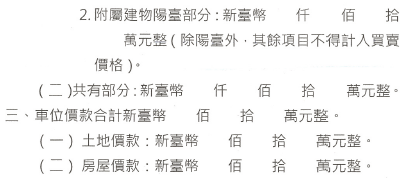 2. 附屬建物陽臺部分：新臺幣　　仟　　佰　　拾
萬元整（除陽臺外，其餘項目不得計入買賣
價格）。
（二）共有部分：新臺幣　　仟　　佰　　拾　　萬元整。
三、車位價款合計新臺幣　　佰　　拾　　萬元整。
（一）土地價款：新臺幣　　佰　　拾　　萬元整。
（二）房屋價款：新臺幣　　佰　　拾　　萬元整。